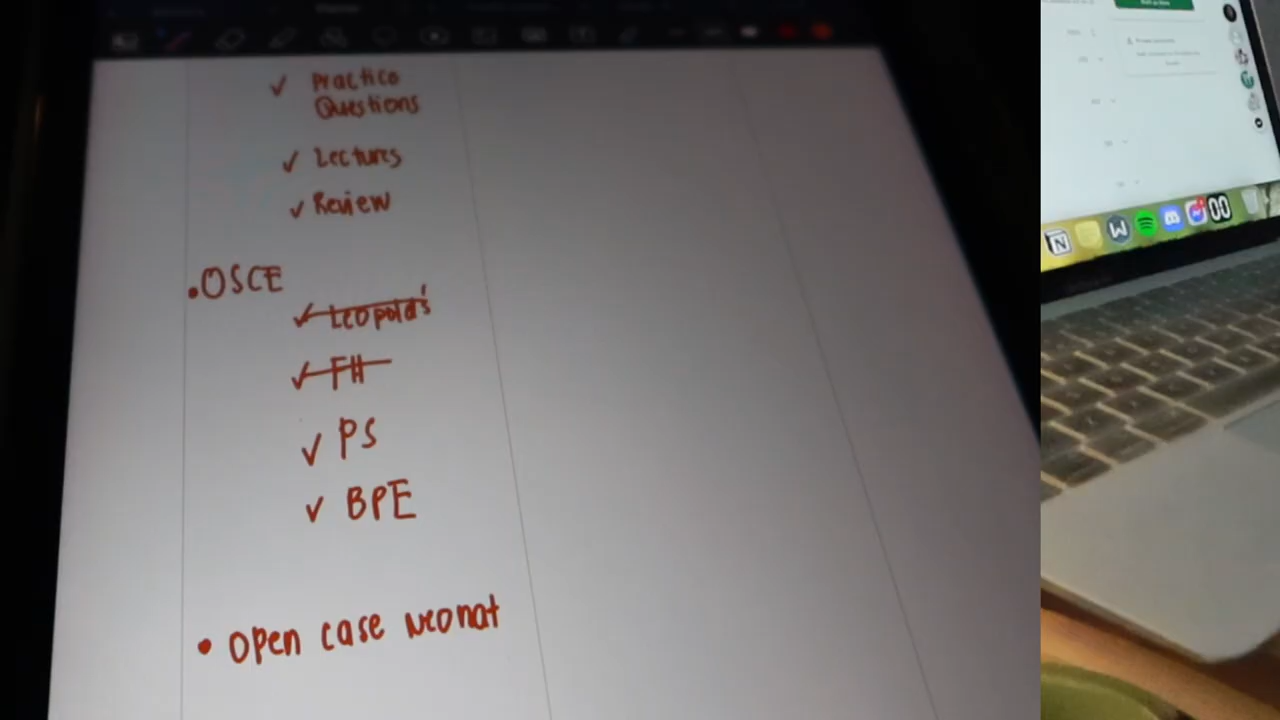 ✓ Practice
Questions
✓ Lectures
✓ Review
• OSCE
✓ Leopold's
✓ FH
✓ PS
✓ BPE
• Open case Neonat